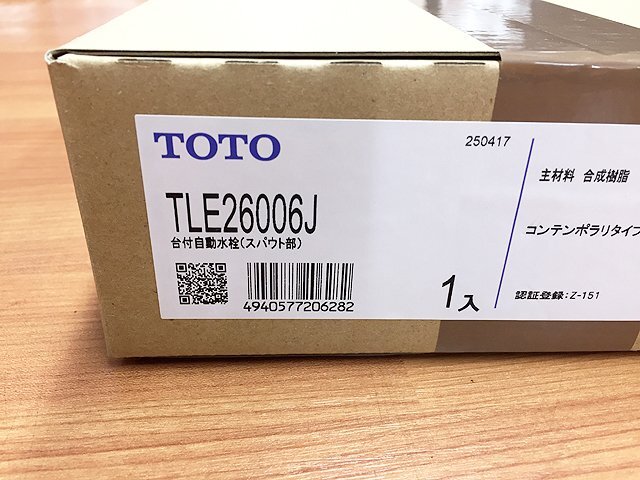 TOTO
250417
TLE26006J
台付自動水栓(スパウト部)
4940577206282
1入
主材料 合成樹脂
コンテンポラリタイプ
認証登録:Z-151